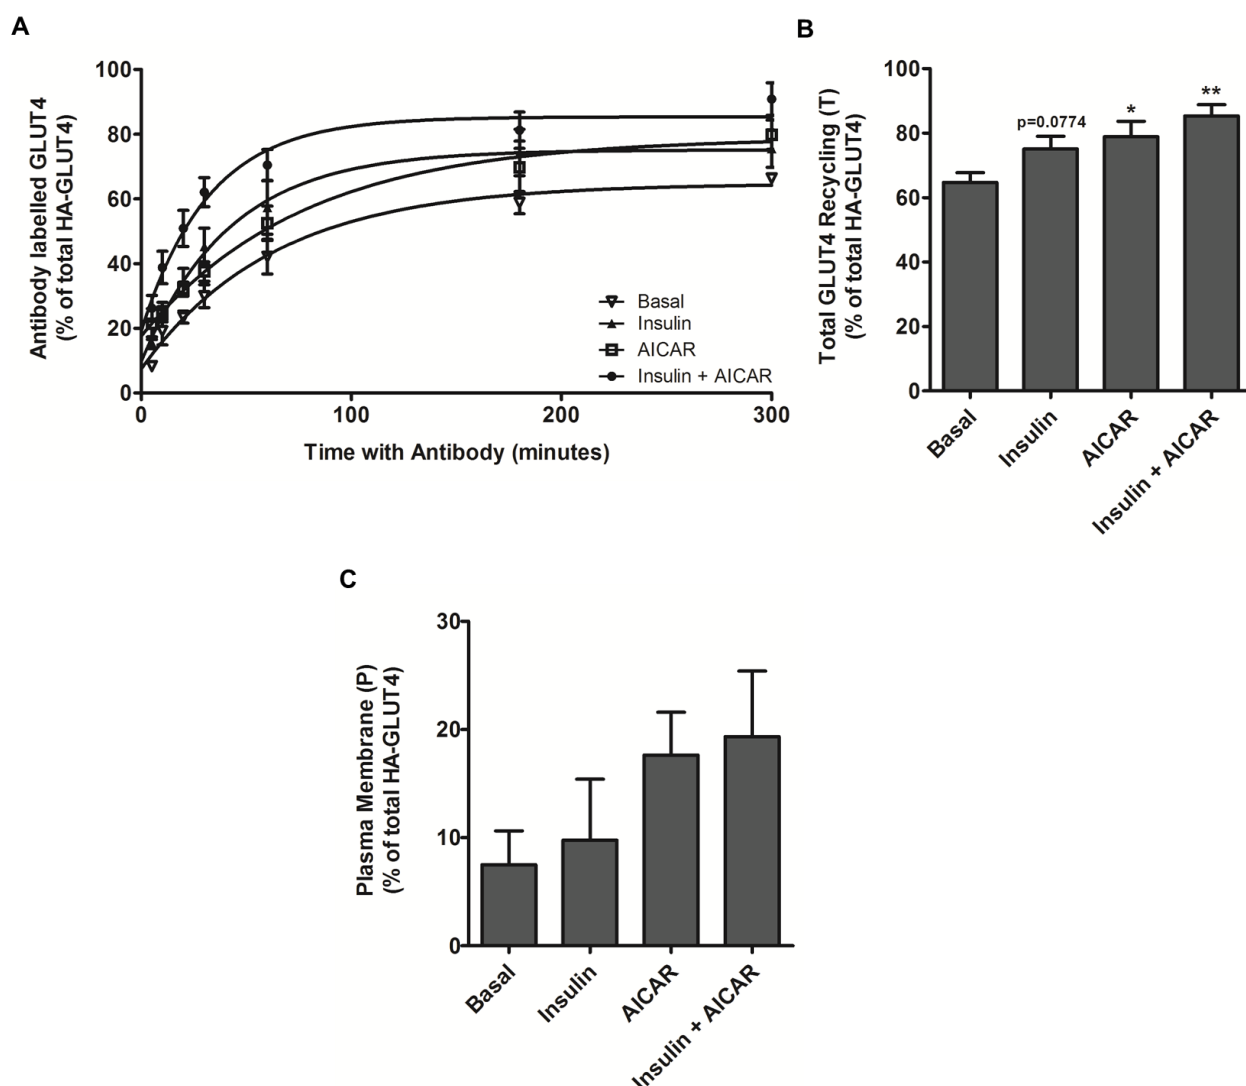 A
Antibody labelled GLUT4
(% of total HA-GLUT4)
100
80
60
40
20
0
0
100
200
300
Time with Antibody (minutes)
Basal
Insulin
AICAR
Insulin + AICAR
B
Total GLUT4 Recycling (T)
(% of total HA-GLUT4)
100
80
60
40
20
0
p=0.0774
*
**
Basal
Insulin
AICAR
Insulin + AICAR
C
Plasma Membrane (P)
(% of total HA-GLUT4)
30
20
10
0
Basal
Insulin
AICAR
Insulin + AICAR